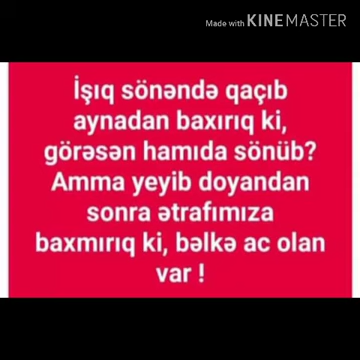 Made with KINEMASTER
İşıq sönəndə qaçıb
aynadan baxırıq ki,
görəsən hamıda sönüb?
Amma yeyib doyandan
sonra ətrafımıza
baxmırıq ki, bəlkə ac olan
var !